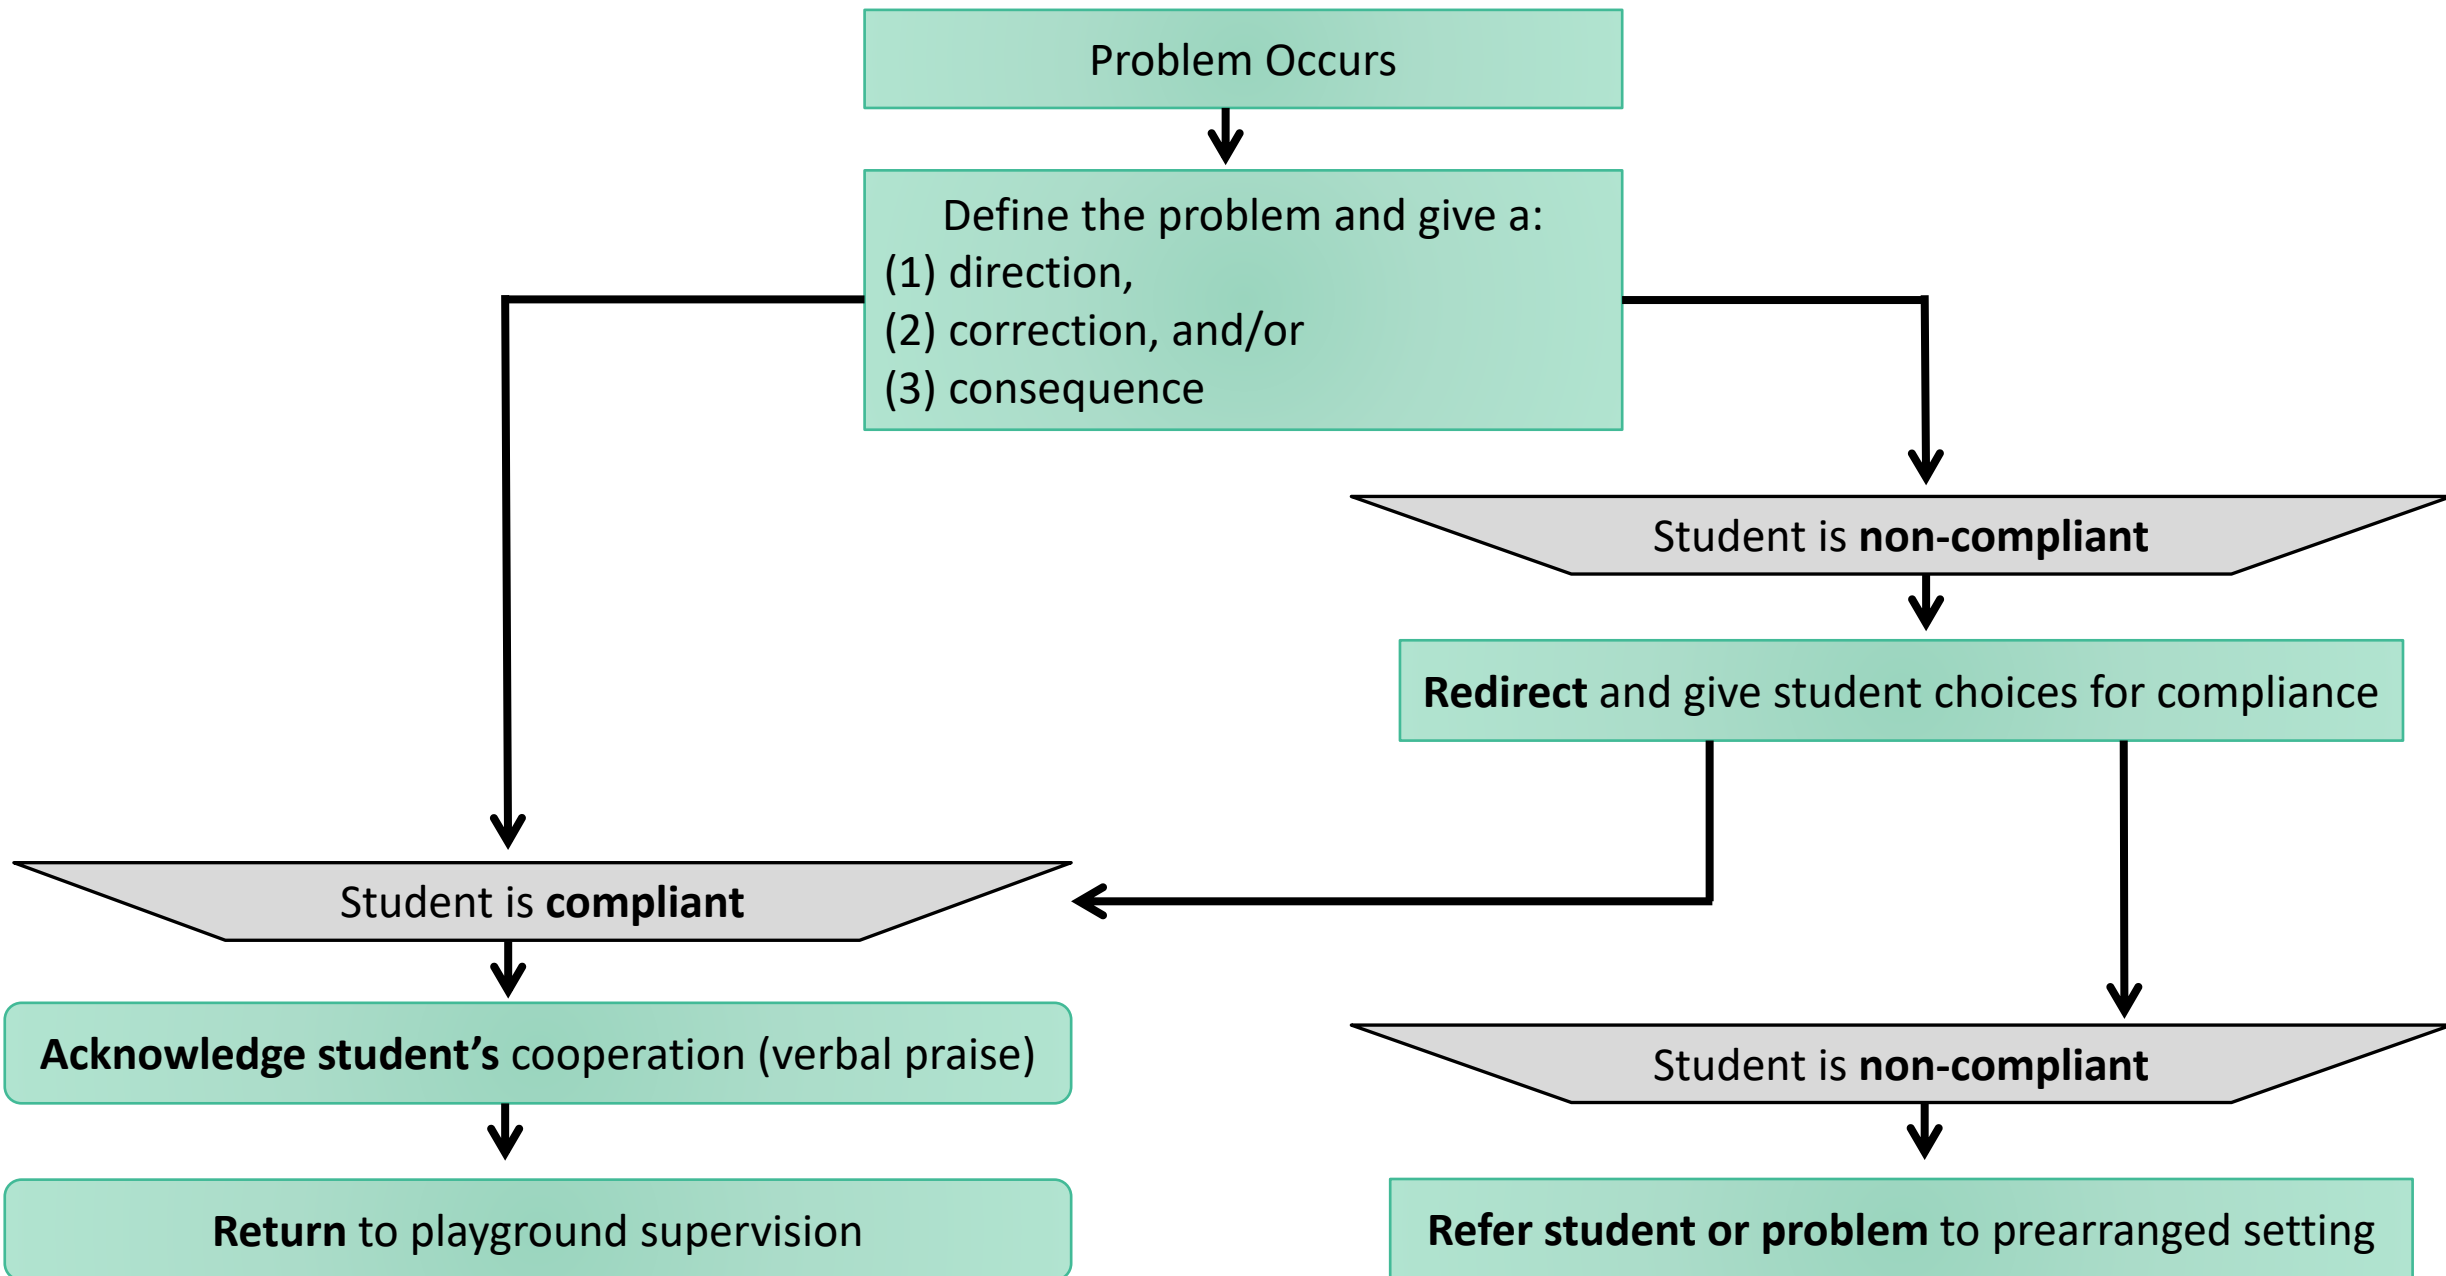 Problem Occurs
Define the problem and give a:
(1) direction,
(2) correction, and/or
(3) consequence
Student is non-compliant
Redirect and give student choices for compliance
Student is compliant
Acknowledge student’s cooperation (verbal praise)
Return to playground supervision
Student is non-compliant
Refer student or problem to prearranged setting